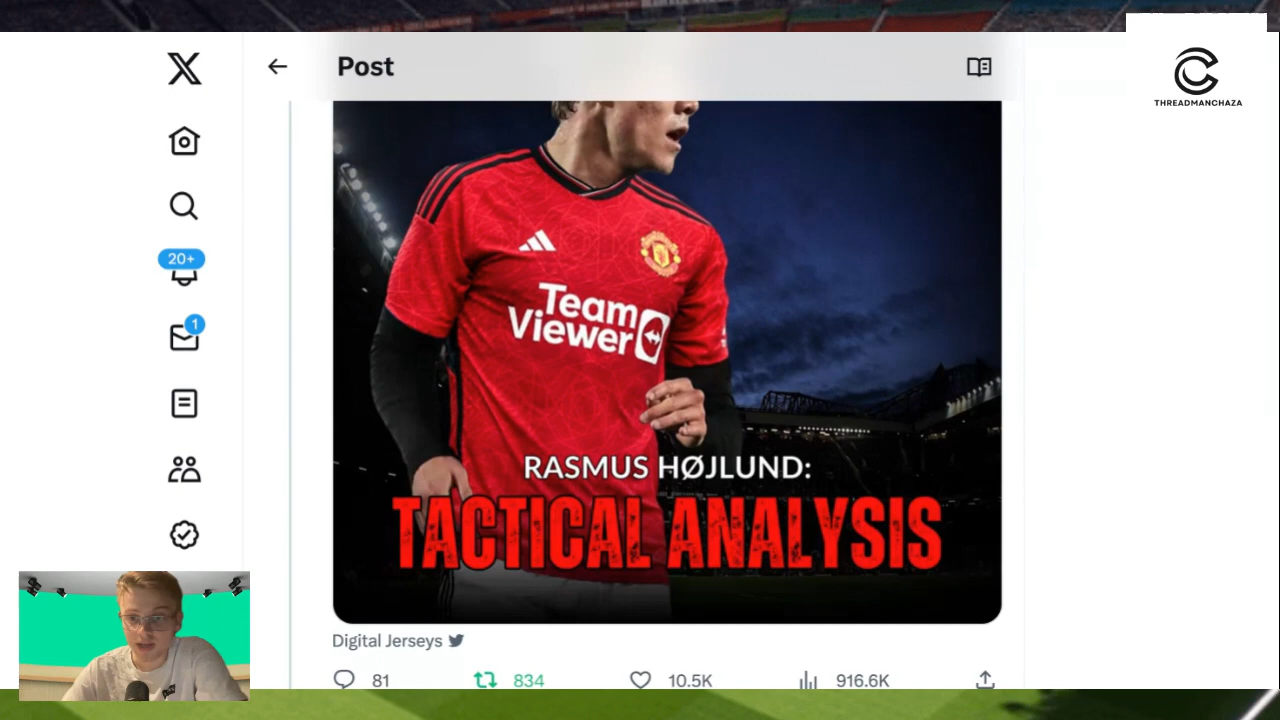 Post
THREADMANCHAZA
20+
1
Team
Viewer
RASMUS HØJLUND:
TACTICAL ANALYSIS
Digital Jerseys
81
834
10.5K
916.6K